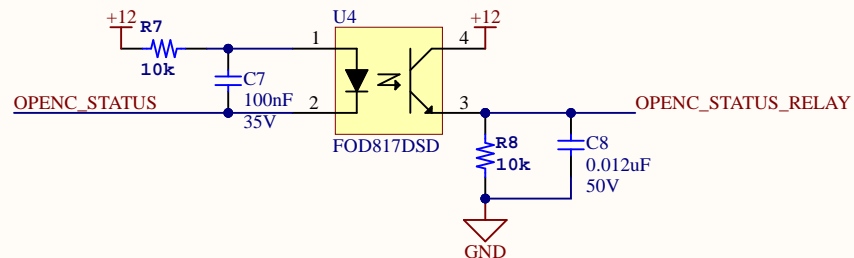 +12
R7
10k
U4
+12
1
4
C7
100nF
35V
OPENC_STATUS
2
3
OPENC_STATUS_RELAY
FOD817DSD
R8
10k
C8
0.012uF
50V
GND